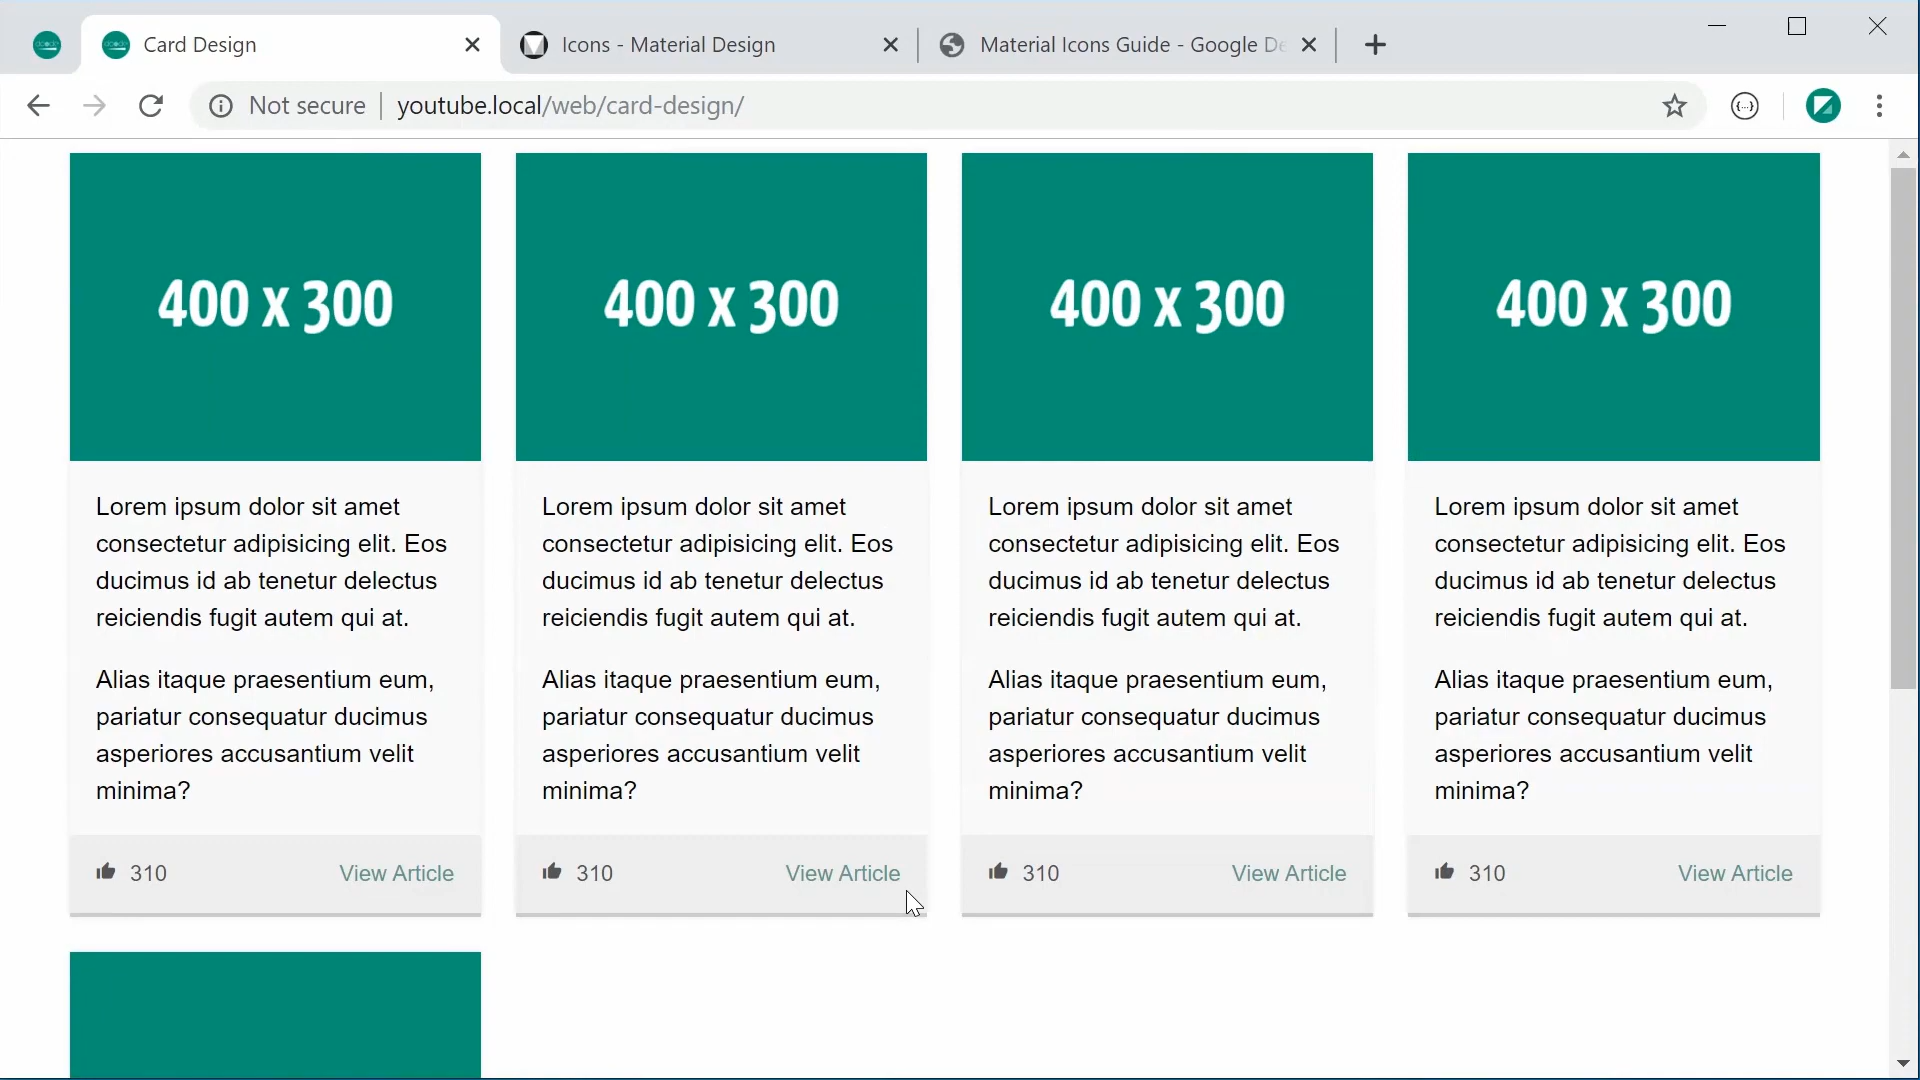 Card Design
Icons - Material Design
Material Icons Guide - Google De
Not secure
youtube.local/web/card-design/
400 x 300
Lorem ipsum dolor sit amet
consectetur adipisicing elit. Eos
ducimus id ab tenetur delectus
reiciendis fugit autem qui at.
Alias itaque praesentium eum,
pariatur consequatur ducimus
asperiores accusantium velit
minima?
310
View Article
400 x 300
Lorem ipsum dolor sit amet
consectetur adipisicing elit. Eos
ducimus id ab tenetur delectus
reiciendis fugit autem qui at.
Alias itaque praesentium eum,
pariatur consequatur ducimus
asperiores accusantium velit
minima?
310
View Article
400 x 300
Lorem ipsum dolor sit amet
consectetur adipisicing elit. Eos
ducimus id ab tenetur delectus
reiciendis fugit autem qui at.
Alias itaque praesentium eum,
pariatur consequatur ducimus
asperiores accusantium velit
minima?
310
View Article
400 x 300
Lorem ipsum dolor sit amet
consectetur adipisicing elit. Eos
ducimus id ab tenetur delectus
reiciendis fugit autem qui at.
Alias itaque praesentium eum,
pariatur consequatur ducimus
asperiores accusantium velit
minima?
310
View Article